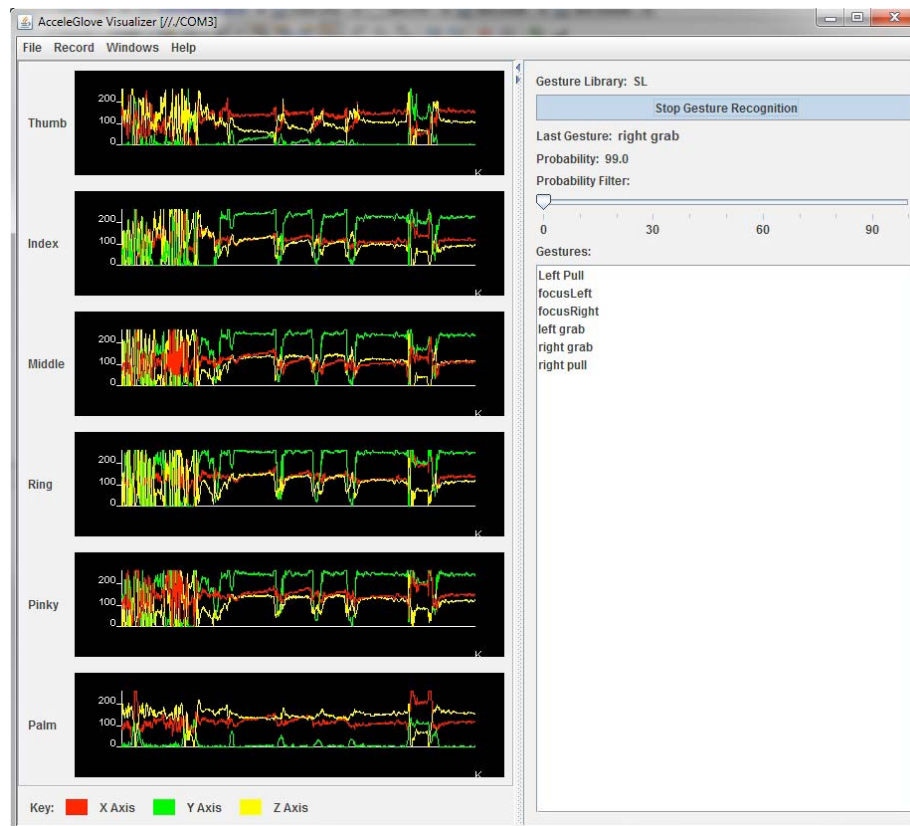 AcceleGlove Visualizer [//./COM3]
File Record Windows Help
Thumb
200
100
0
K
Index
200
100
0
K
Middle
200
100
0
K
Ring
200
100
0
K
Pinky
200
100
0
K
Palm
200
100
0
K
Key: X Axis Y Axis Z Axis
Gesture Library: SL
Stop Gesture Recognition
Last Gesture: right grab
Probability: 99.0
Probability Filter:
0 30 60 90
Gestures:
Left Pull
focusLeft
focusRight
left grab
right grab
right pull